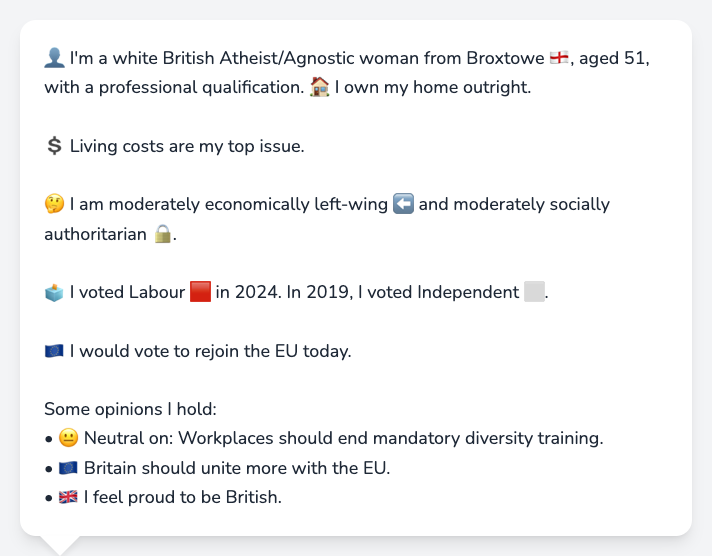 👤 I'm a white British Atheist/Agnostic woman from Broxtowe 🏴󠁧󠁢󠁥󠁮󠁧󠁿, aged 51,
with a professional qualification. 🏠 I own my home outright.
💲 Living costs are my top issue.
🤔 I am moderately economically left-wing ⬅️ and moderately socially
authoritarian 🔒.
🗳️ I voted Labour 🟥 in 2024. In 2019, I voted Independent ⬜.
🇪🇺 I would vote to rejoin the EU today.
Some opinions I hold:
• 😐 Neutral on: Workplaces should end mandatory diversity training.
• 🇪🇺 Britain should unite more with the EU.
• 🇬🇧 I feel proud to be British.